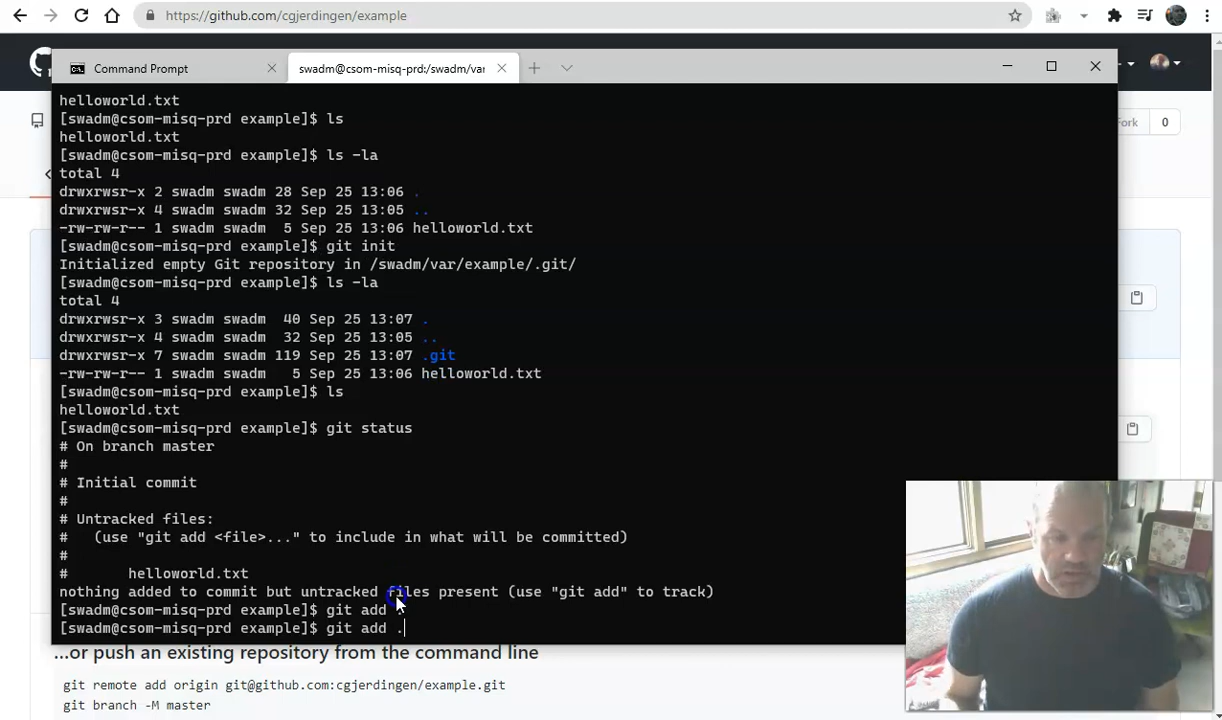 https://github.com/cgjerdingen/example
Command Prompt
swadm@csom-misq-prd:/swadm/var
Fork 0
helloworld.txt
[swadm@csom-misq-prd example]$ ls
helloworld.txt
[swadm@csom-misq-prd example]$ ls -la
total 4
drwxrwsr-x 2 swadm swadm 28 Sep 25 13:06 .
drwxrwsr-x 4 swadm swadm 32 Sep 25 13:05 ..
-rw-rw-r-- 1 swadm swadm  5 Sep 25 13:06 helloworld.txt
[swadm@csom-misq-prd example]$ git init
Initialized empty Git repository in /swadm/var/example/.git/
[swadm@csom-misq-prd example]$ ls -la
total 4
drwxrwsr-x 3 swadm swadm  40 Sep 25 13:07 .
drwxrwsr-x 4 swadm swadm  32 Sep 25 13:05 ..
drwxrwsr-x 7 swadm swadm 119 Sep 25 13:07 .git
-rw-rw-r-- 1 swadm swadm   5 Sep 25 13:06 helloworld.txt
[swadm@csom-misq-prd example]$ ls
helloworld.txt
[swadm@csom-misq-prd example]$ git status
# On branch master
#
# Initial commit
#
# Untracked files:
#   (use "git add <file>..." to include in what will be committed)
#
#       helloworld.txt
nothing added to commit but untracked files present (use "git add" to track)
[swadm@csom-misq-prd example]$ git add
[swadm@csom-misq-prd example]$ git add .
…or push an existing repository from the command line
git remote add origin git@github.com:cgjerdingen/example.git
git branch -M master